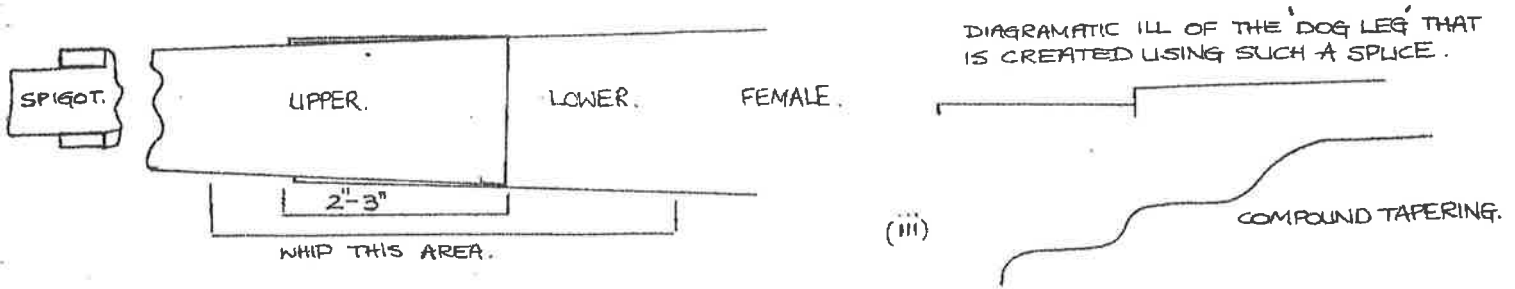 DIAGRAMATIC ILL OF THE 'DOG LEG' THAT
IS CREATED USING SUCH A SPLICE.
SPIGOT.
UPPER.
LOWER.
FEMALE.
2"-3"
WHIP THIS AREA.
(iii)
COMPOUND TAPERING.